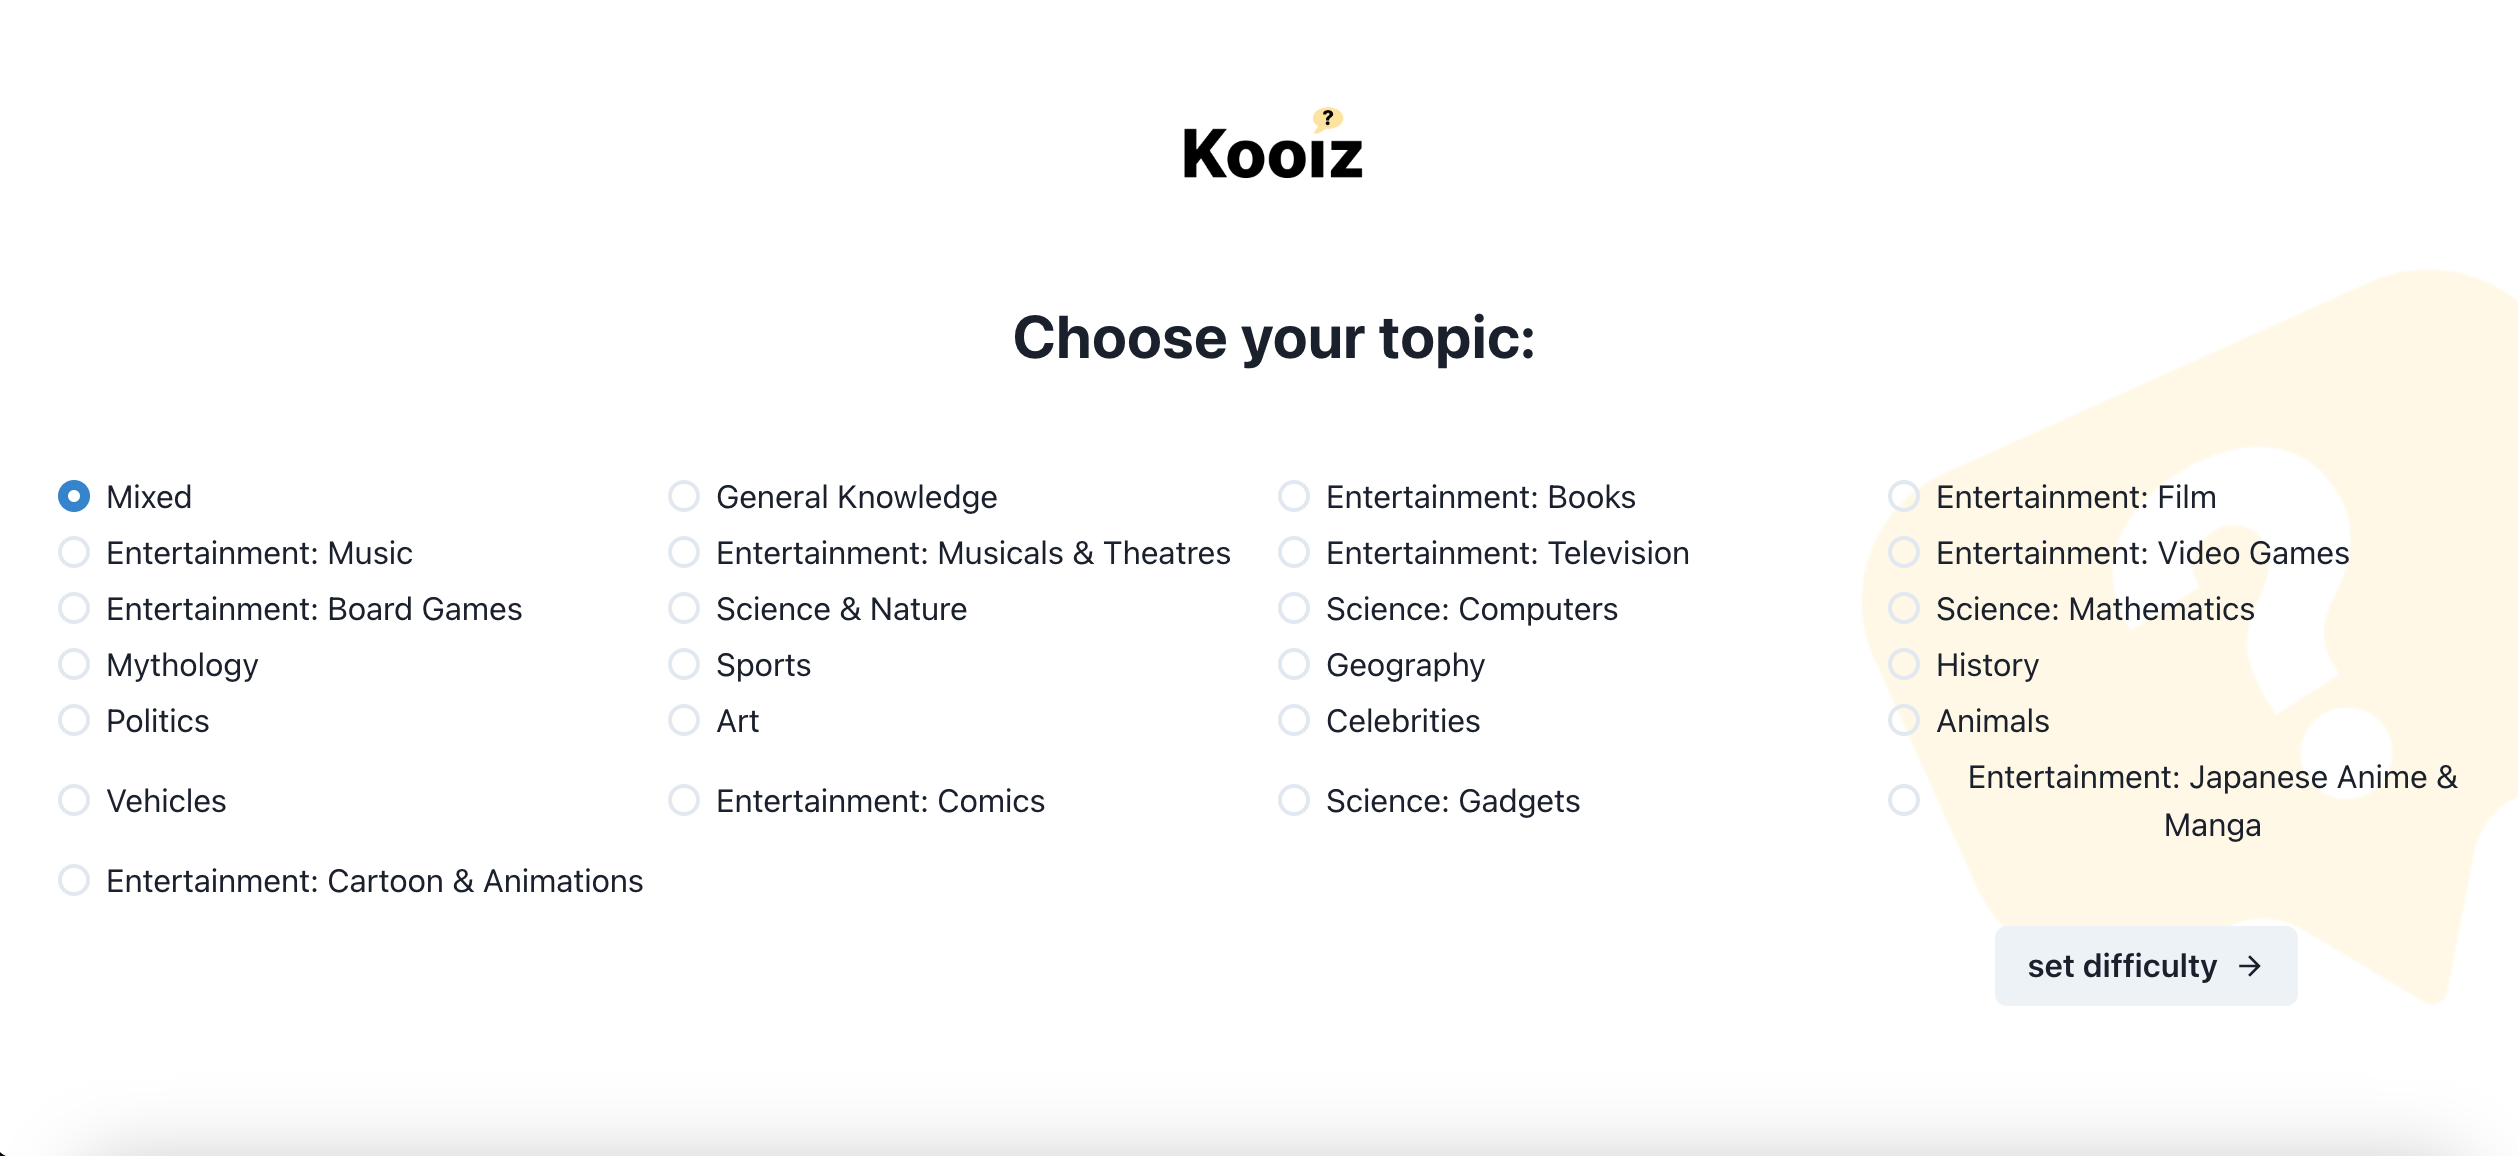 ?
Kooiz
Choose your topic:
Mixed
General Knowledge
Entertainment: Books
Entertainment: Film
Entertainment: Music
Entertainment: Musicals & Theatres
Entertainment: Television
Entertainment: Video Games
Entertainment: Board Games
Science & Nature
Science: Computers
Science: Mathematics
Mythology
Sports
Geography
History
Politics
Art
Celebrities
Animals
Vehicles
Entertainment: Comics
Science: Gadgets
Entertainment: Japanese Anime &
Manga
Entertainment: Cartoon & Animations
set difficulty →
?